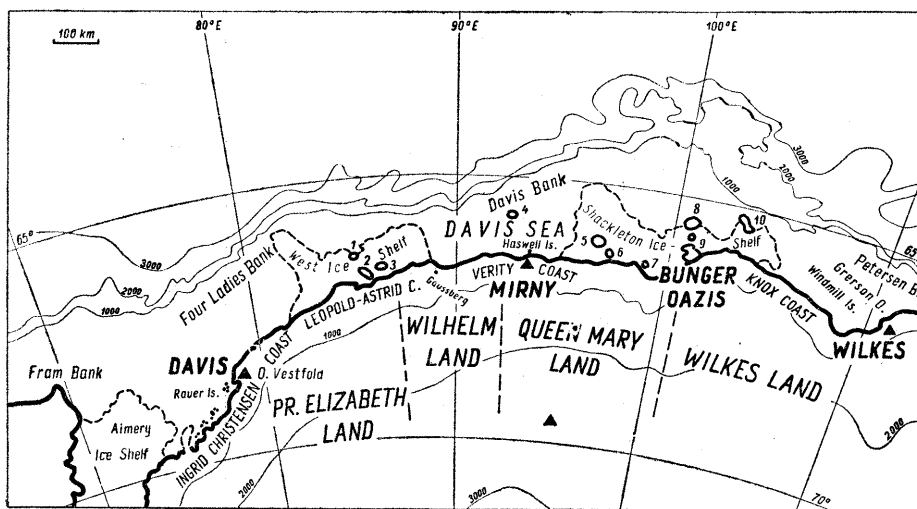 80°E
90°E
100°E
100 km
3000
2000
1000
65°
3000
2000
1000
Four Ladies Bank
West Ice
Shelf
1
2
3
Davis Bank
4
DAVIS SEA
Haswell Is.
Shackleton Ice
Shelf
5
6
7
8
9
10
65°
LEOPOLD-ASTRID C.
Gaussberg
VERITY COAST
MIRNY
BUNGER
OAZIS
KNOX COAST
Windmill Is.
Grerson O.
Petersen B.
WILKES
Fram Bank
DAVIS
O. Vestfold
Rauer Is.
Aimery
Ice Shelf
INGRID CHRISTENSEN COAST
1000
PR. ELIZABETH
LAND
WILHELM
LAND
QUEEN MARY
LAND
WILKES LAND
2000
2000
3000
70°